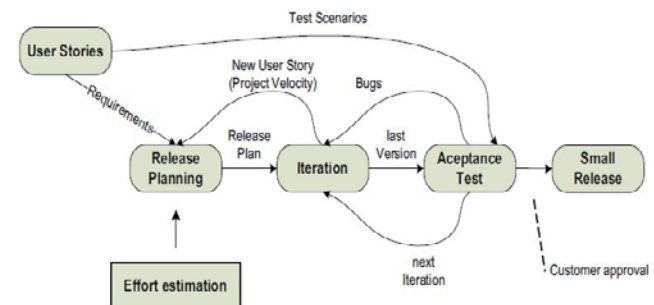 Test Scenarios
User Stories
New User Story
(Project Velocity)
Bugs
Requirements
Release
Plan
last
Version
Release
Planning
Iteration
Aceptance
Test
Small
Release
next
Iteration
Customer approval
Effort estimation